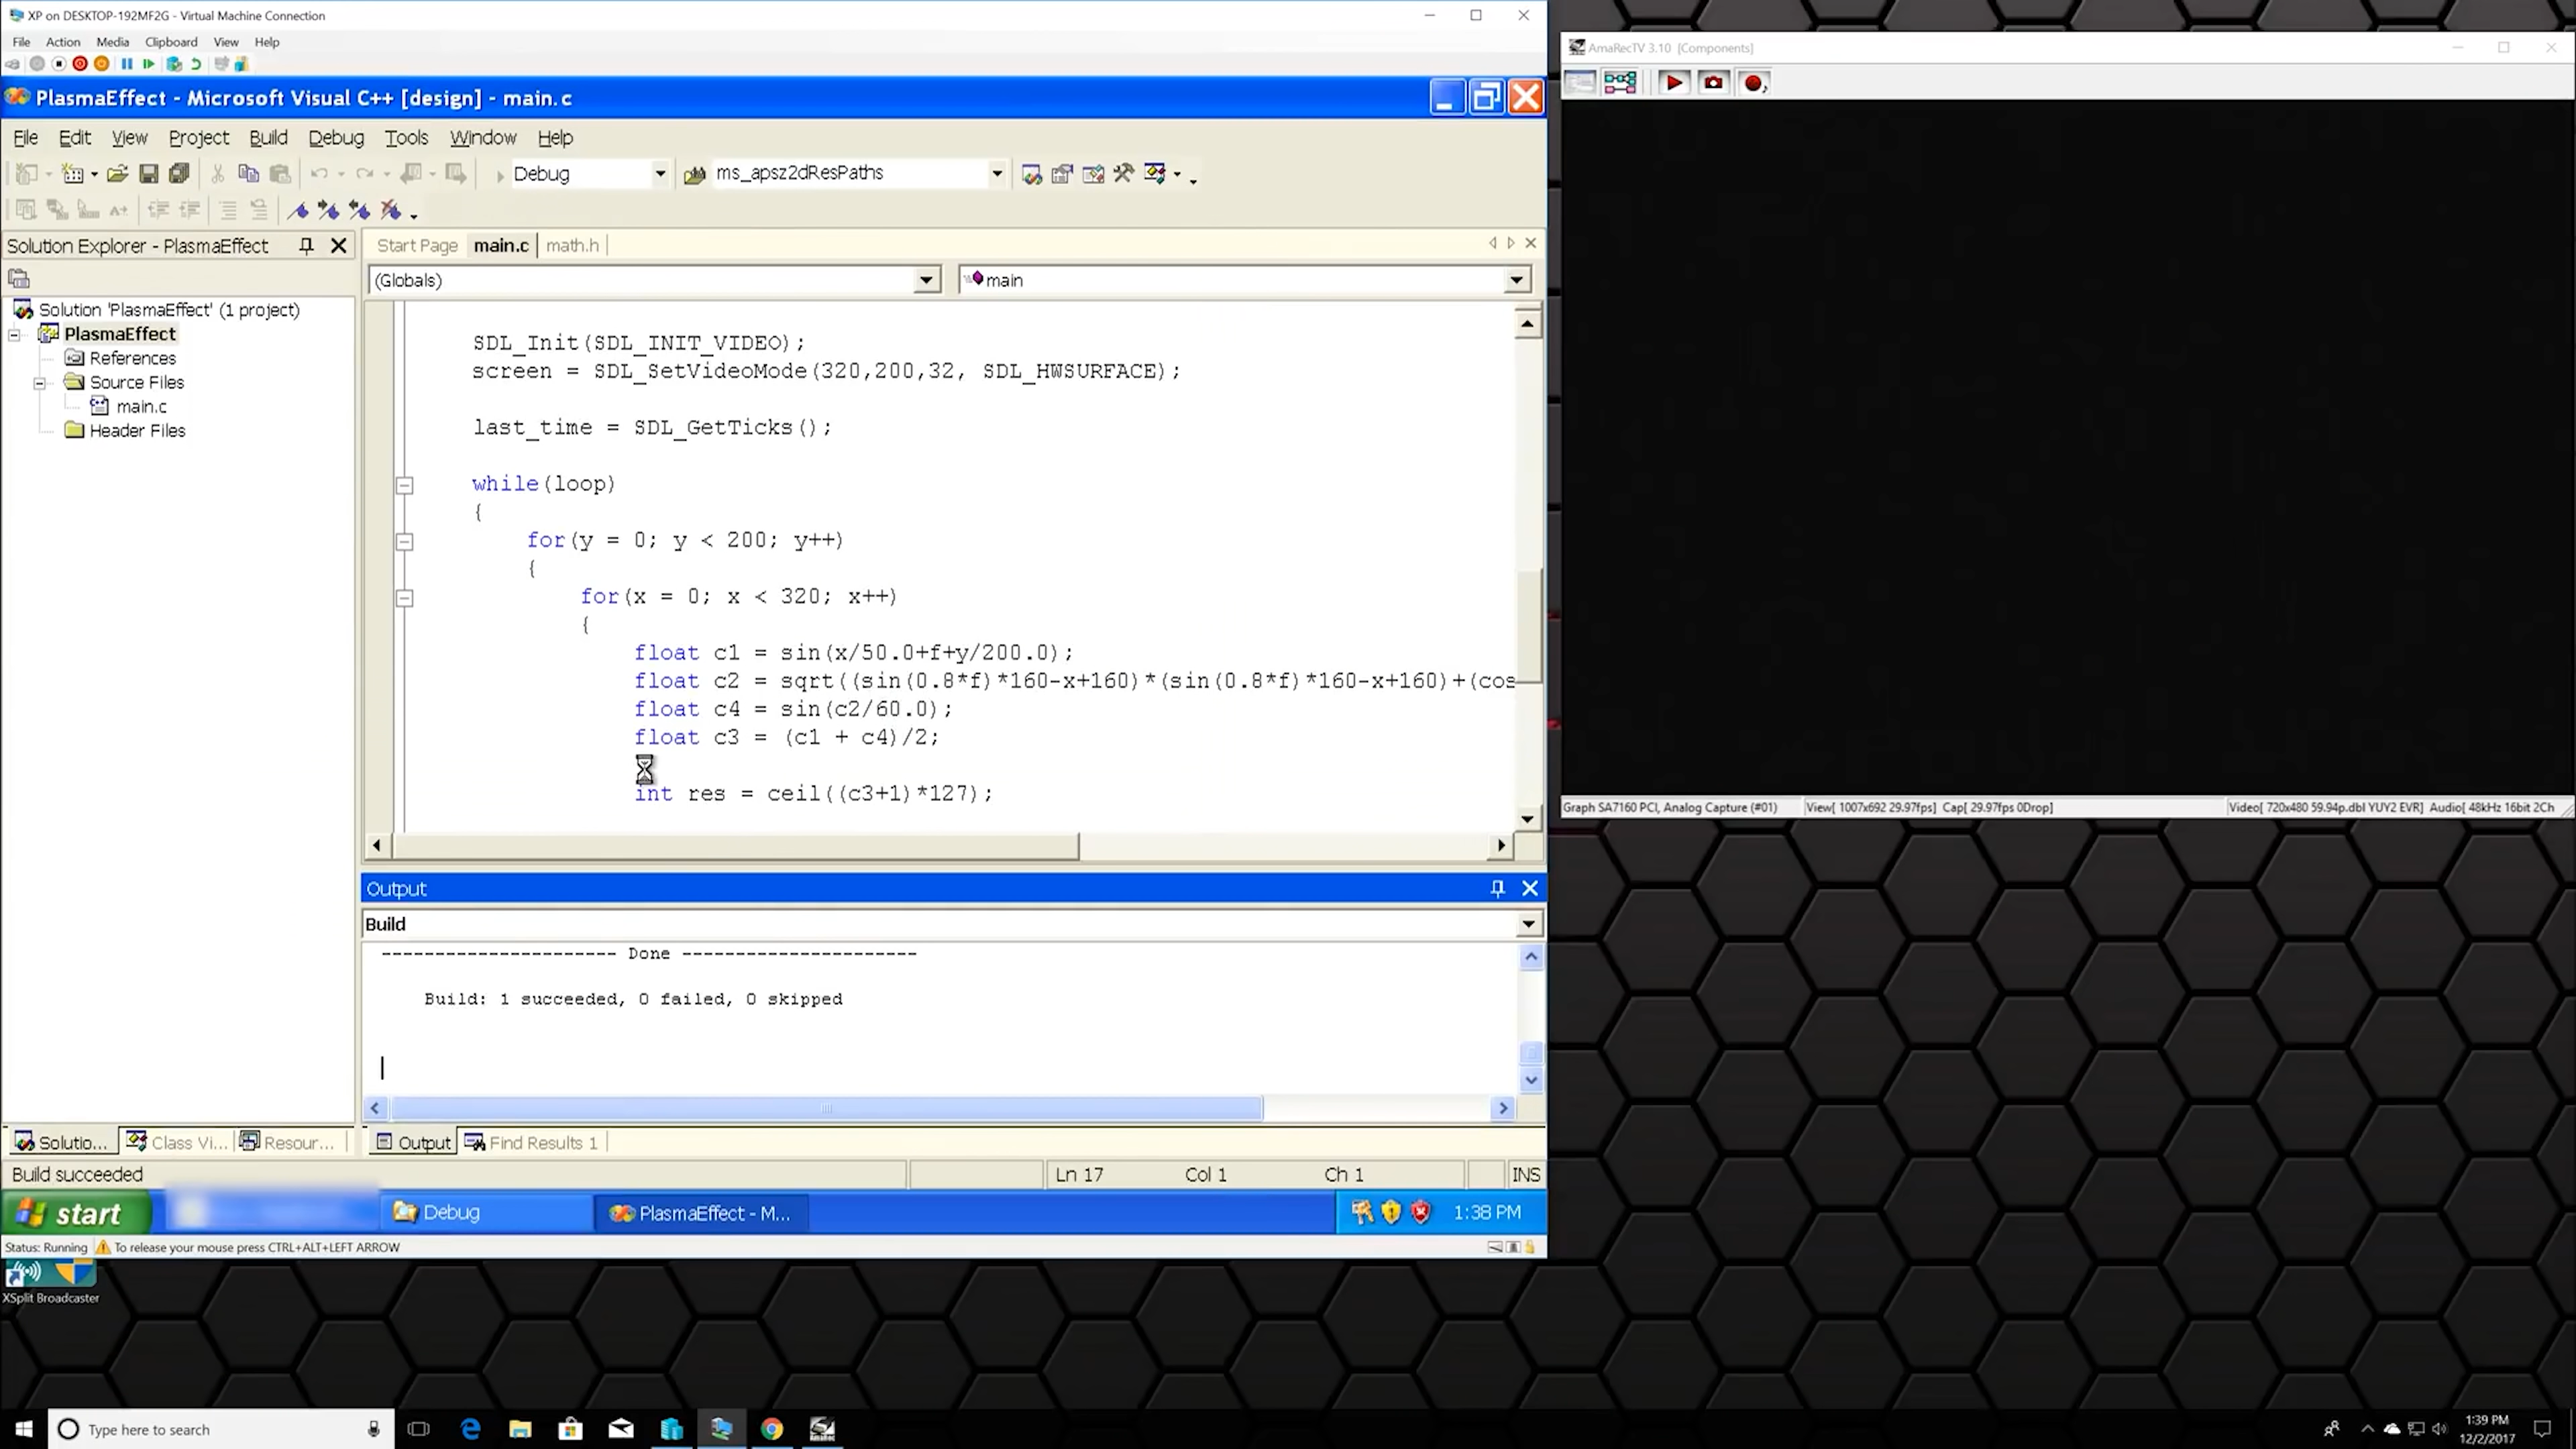 XP on DESKTOP-192MF2G - Virtual Machine Connection
File Action Media Clipboard View Help
PlasmaEffect - Microsoft Visual C++ [design] - main.c
File Edit View Project Build Debug Tools Window Help
Debug ms_apsz2dResPaths
Solution Explorer - PlasmaEffect
Solution 'PlasmaEffect' (1 project)
PlasmaEffect
References
Source Files
main.c
Header Files
Solutio... Class Vi... Resour...
Start Page main.c math.h
(Globals) main
SDL_Init(SDL_INIT_VIDEO);
screen = SDL_SetVideoMode(320,200,32, SDL_HWSURFACE);
last_time = SDL_GetTicks();
while(loop)
{
for(y = 0; y < 200; y++)
{
for(x = 0; x < 320; x++)
{
float c1 = sin(x/50.0+f+y/200.0);
float c2 = sqrt((sin(0.8*f)*160-x+160)*(sin(0.8*f)*160-x+160)+(cos
float c4 = sin(c2/60.0);
float c3 = (c1 + c4)/2;
int res = ceil((c3+1)*127);
Output
Build
---------------------- Done ----------------------
Build: 1 succeeded, 0 failed, 0 skipped
Output Find Results 1
Build succeeded Ln 17 Col 1 Ch 1 INS
start Debug PlasmaEffect - M... 1:38 PM
Status: Running To release your mouse press CTRL+ALT+LEFT ARROW
XSplit Broadcaster
AmaRecTV 3.10 [Components]
Graph SA7160 PCI, Analog Capture (#01) View[ 1007x692 29.97fps] Cap[ 29.97fps 0Drop] Video[ 720x480 59.94p.dbl YUY2 EVR] Audio[ 48kHz 16bit 2Ch
Type here to search
1:39 PM
12/2/2017